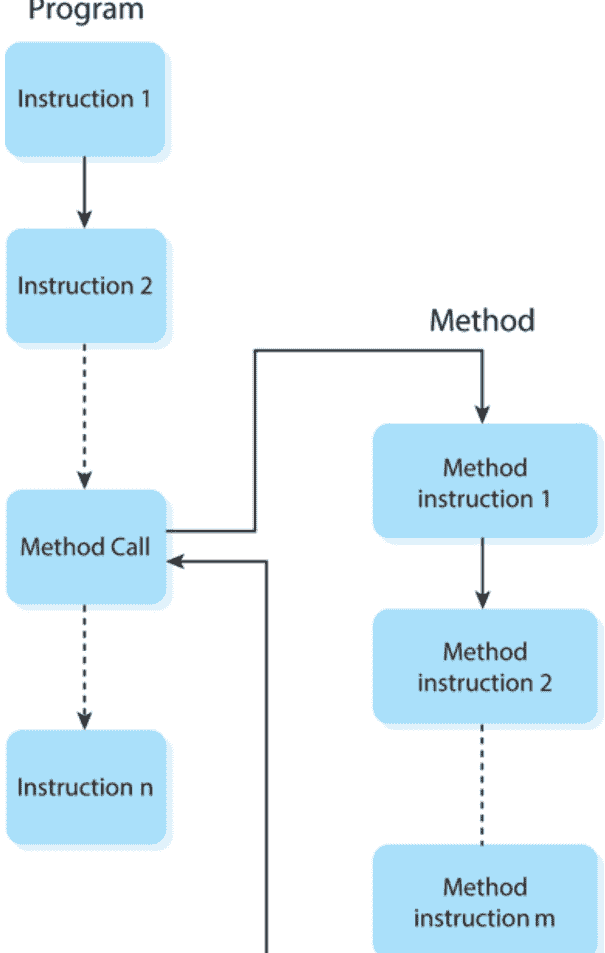 Program
Instruction 1
Instruction 2
Method
Method
instruction 1
Method Call
Method
instruction 2
Instruction n
Method
instruction m